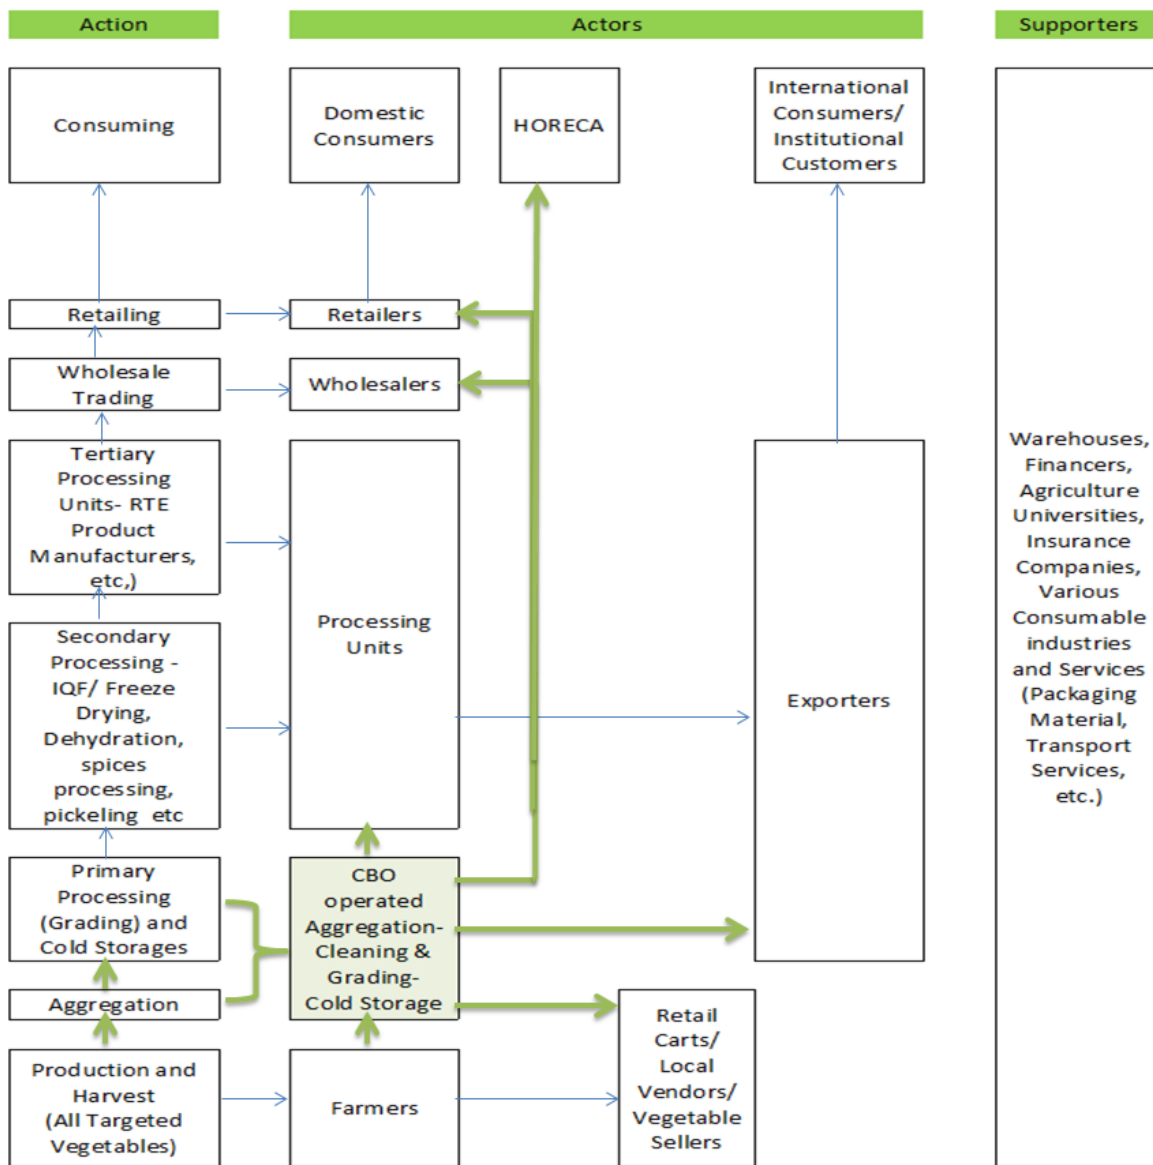 Action
Actors
Supporters
Consuming
Domestic
Consumers
HORECA
International
Consumers/
Institutional
Customers
Retailing
Retailers
Wholesale
Trading
Wholesalers
Tertiary
Processing
Units- RTE
Product
Manufacturers,
etc,)
Secondary
Processing -
IQF/ Freeze
Drying,
Dehydration,
spices
processing,
pickeling etc
Processing
Units
Exporters
Primary
Processing
(Grading) and
Cold Storages
Aggregation
CBO
operated
Aggregation-
Cleaning &
Grading-
Cold Storage
Production and
Harvest
(All Targeted
Vegetables)
Farmers
Retail
Carts/
Local
Vendors/
Vegetable
Sellers
Warehouses,
Financers,
Agriculture
Universities,
Insurance
Companies,
Various
Consumable
industries
and Services
(Packaging
Material,
Transport
Services,
etc.)